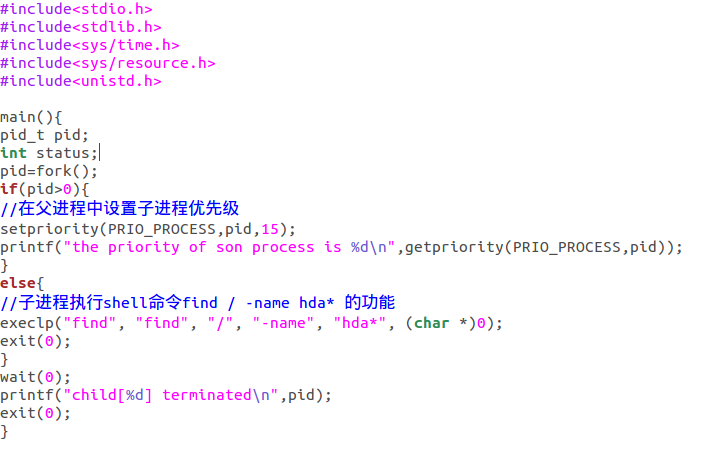 #include<stdio.h>
#include<stdlib.h>
#include<sys/time.h>
#include<sys/resource.h>
#include<unistd.h>
main(){
pid_t pid;
int status;
pid=fork();
if(pid>0){
//在父进程中设置子进程优先级
setpriority(PRIO_PROCESS,pid,15);
printf("the priority of son process is %d\n",getpriority(PRIO_PROCESS,pid));
}
else{
//子进程执行shell命令find / -name hda* 的功能
execlp("find", "find", "/", "-name", "hda*", (char *)0);
exit(0);
}
wait(0);
printf("child[%d] terminated\n",pid);
exit(0);
}